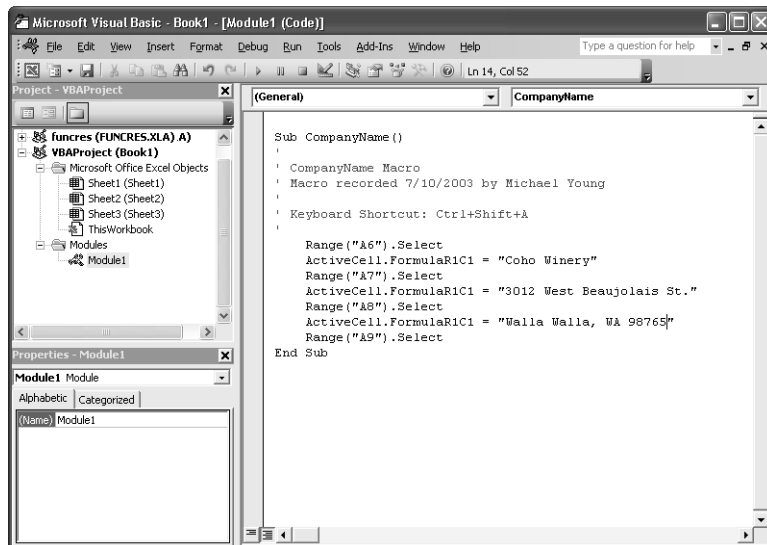 Microsoft Visual Basic - Book1 - [Module1 (Code)]
File Edit View Insert Format Debug Run Tools Add-Ins Window Help
Type a question for help
Ln 14, Col 52
Project - VBAProject
(General)
CompanyName
funcres (FUNCRES.XLA).A)
VBAProject (Book1)
Microsoft Office Excel Objects
Sheet1 (Sheet1)
Sheet2 (Sheet2)
Sheet3 (Sheet3)
ThisWorkbook
Modules
Module1
Properties - Module1
Module1 Module
Alphabetic Categorized
(Name) Module1
Sub CompanyName()
'
' CompanyName Macro
' Macro recorded 7/10/2003 by Michael Young
'
' Keyboard Shortcut: Ctrl+Shift+A
'
Range("A6").Select
ActiveCell.FormulaR1C1 = "Coho Winery"
Range("A7").Select
ActiveCell.FormulaR1C1 = "3012 West Beaujolais St."
Range("A8").Select
ActiveCell.FormulaR1C1 = "Walla Walla, WA 98765"
Range("A9").Select
End Sub